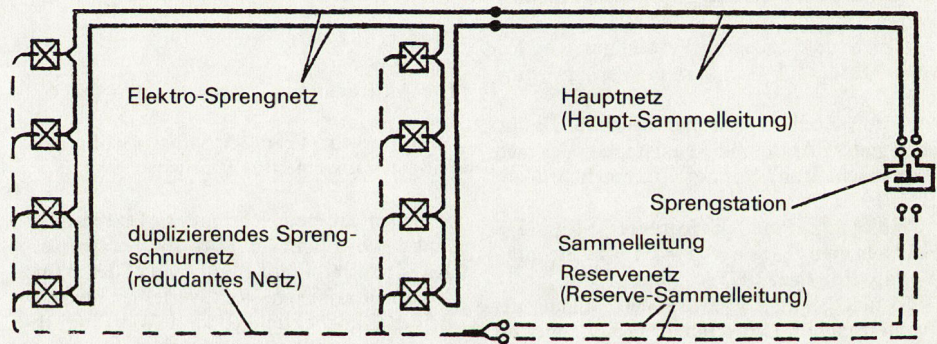 Elektro-Sprengnetz
Hauptnetz
(Haupt-Sammelleitung)
Sprengstation
duplizierendes Spreng-
schnurnetz
(redudantes Netz)
Sammelleitung
Reservenetz
(Reserve-Sammelleitung)